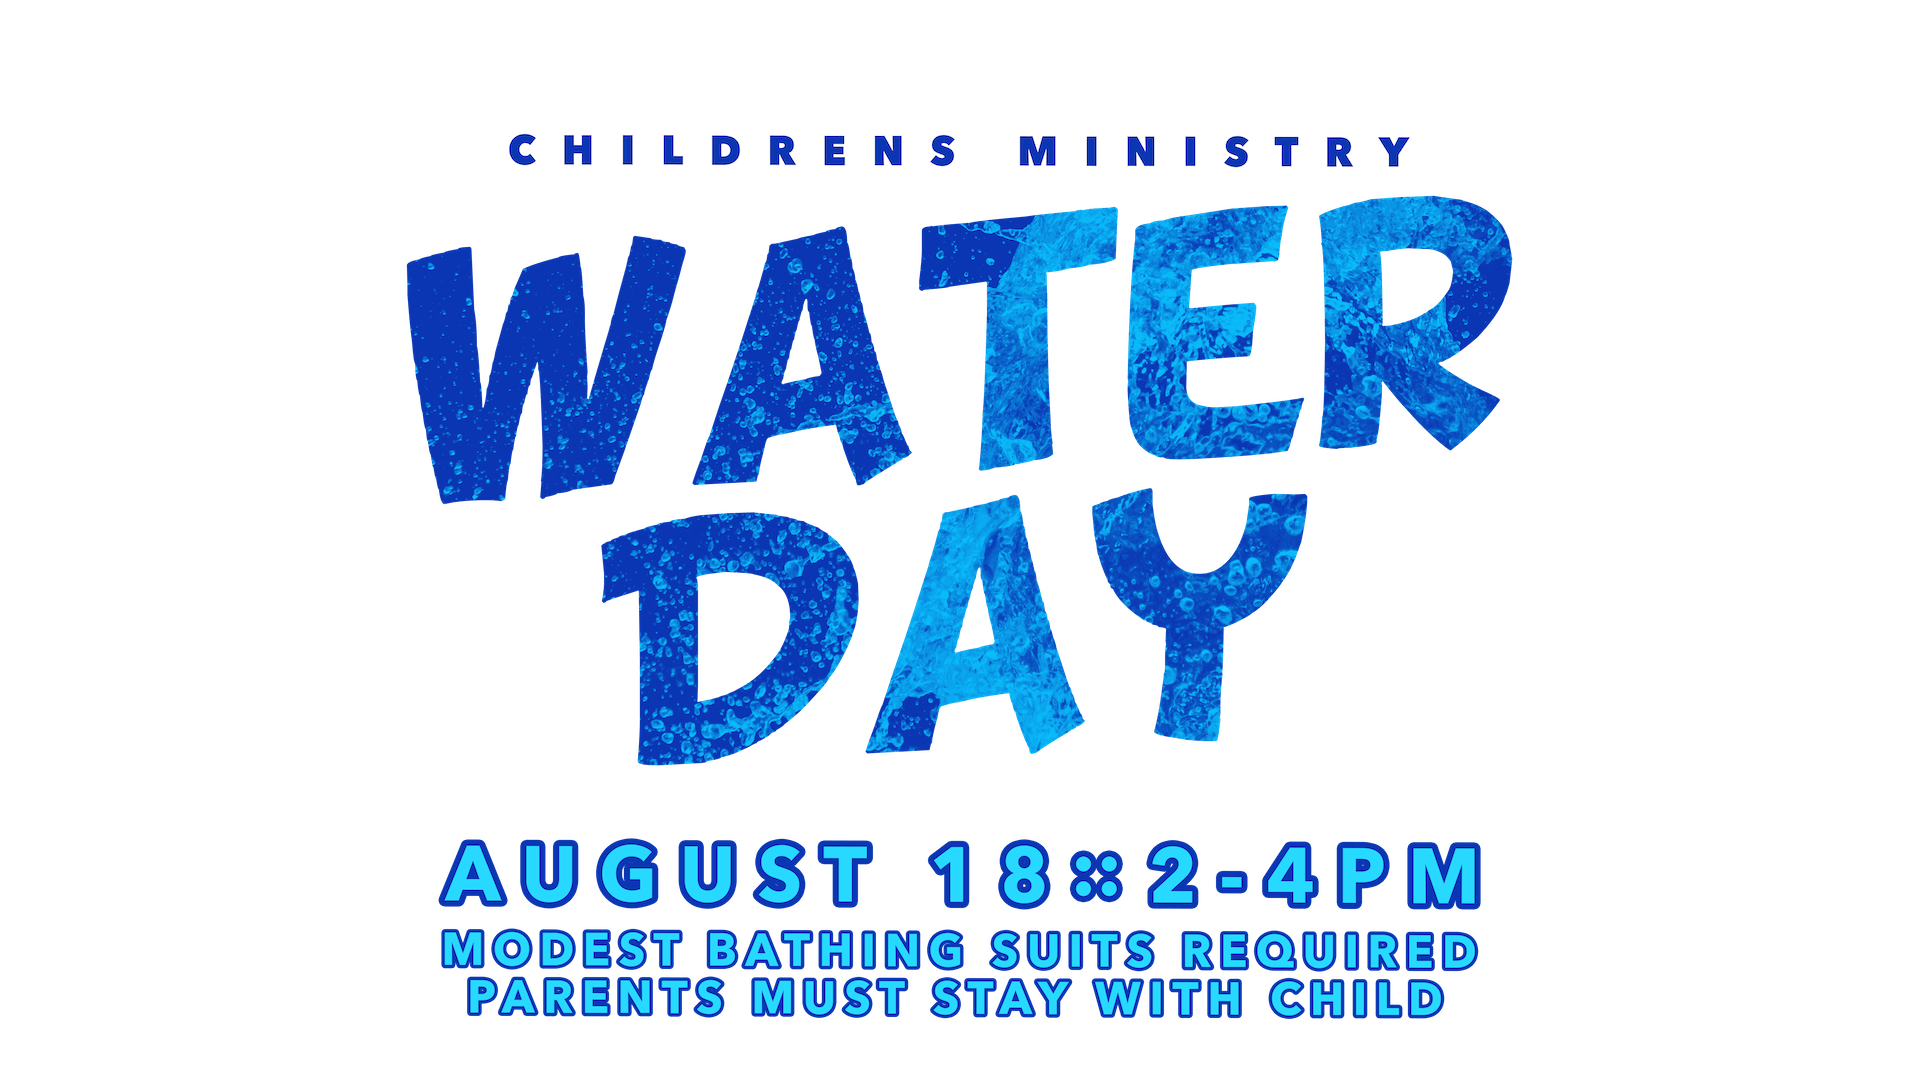 CHILDRENS MINISTRY
WATER
DAY
AUGUST 18 2-4PM
MODEST BATHING SUITS REQUIRED
PARENTS MUST STAY WITH CHILD